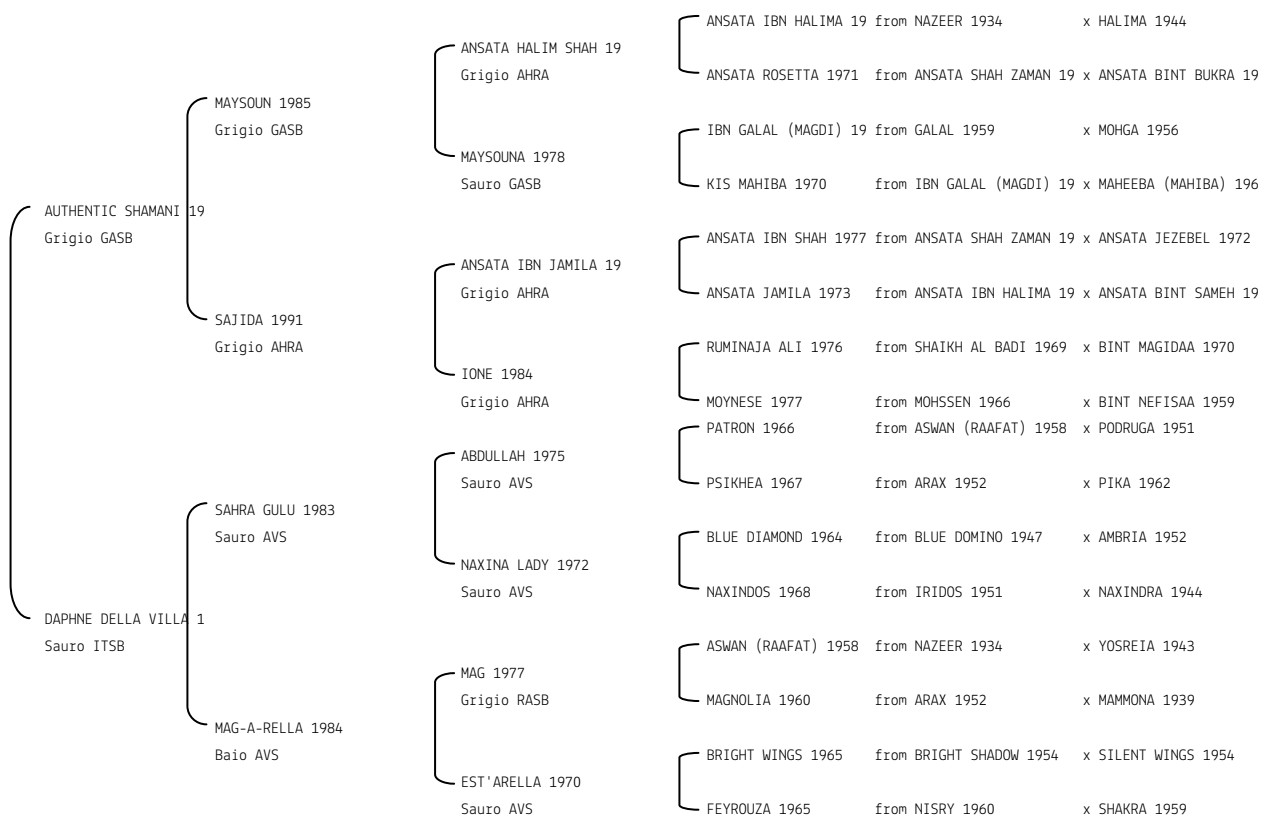 ANSATA IBN HALIMA 19 from NAZEER 1934 x HALIMA 1944
ANSATA HALIM SHAH 19
Grigio AHRA ANSATA ROSETTA 1971 from ANSATA SHAH ZAMAN 19 x ANSATA BINT BUKRA 19
MAYSOUN 1985
Grigio GASB IBN GALAL (MAGDI) 19 from GALAL 1959 x MOHGA 1956
MAYSOUNA 1978
Sauro GASB KIS MAHIBA 1970 from IBN GALAL (MAGDI) 19 x MAHEEBA (MAHIBA) 196
AUTHENTIC SHAMANI 19
Grigio GASB ANSATA IBN SHAH 1977 from ANSATA SHAH ZAMAN 19 x ANSATA JEZEBEL 1972
ANSATA IBN JAMILA 19
Grigio AHRA ANSATA JAMILA 1973 from ANSATA IBN HALIMA 19 x ANSATA BINT SAMEH 19
SAJIDA 1991
Grigio AHRA RUMINAJA ALI 1976 from SHAIKH AL BADI 1969 x BINT MAGIDAA 1970
IONE 1984
Grigio AHRA MOYNESE 1977 from MOHSSEN 1966 x BINT NEFISAA 1959
PATRON 1966 from ASWAN (RAAFAT) 1958 x PODRUGA 1951
ABDULLAH 1975
Sauro AVS PSIKHEA 1967 from ARAX 1952 x PIKA 1962
SAHRA GULU 1983
Sauro AVS BLUE DIAMOND 1964 from BLUE DOMINO 1947 x AMBRIA 1952
NAXINA LADY 1972
Sauro AVS NAXINDOS 1968 from IRIDOS 1951 x NAXINDRA 1944
DAPHNE DELLA VILLA 1
Sauro ITSB ASWAN (RAAFAT) 1958 from NAZEER 1934 x YOSREIA 1943
MAG 1977
Grigio RASB MAGNOLIA 1960 from ARAX 1952 x MAMMONA 1939
MAG-A-RELLA 1984
Baio AVS BRIGHT WINGS 1965 from BRIGHT SHADOW 1954 x SILENT WINGS 1954
EST'ARELLA 1970
Sauro AVS FEYROUZA 1965 from NISRY 1960 x SHAKRA 1959